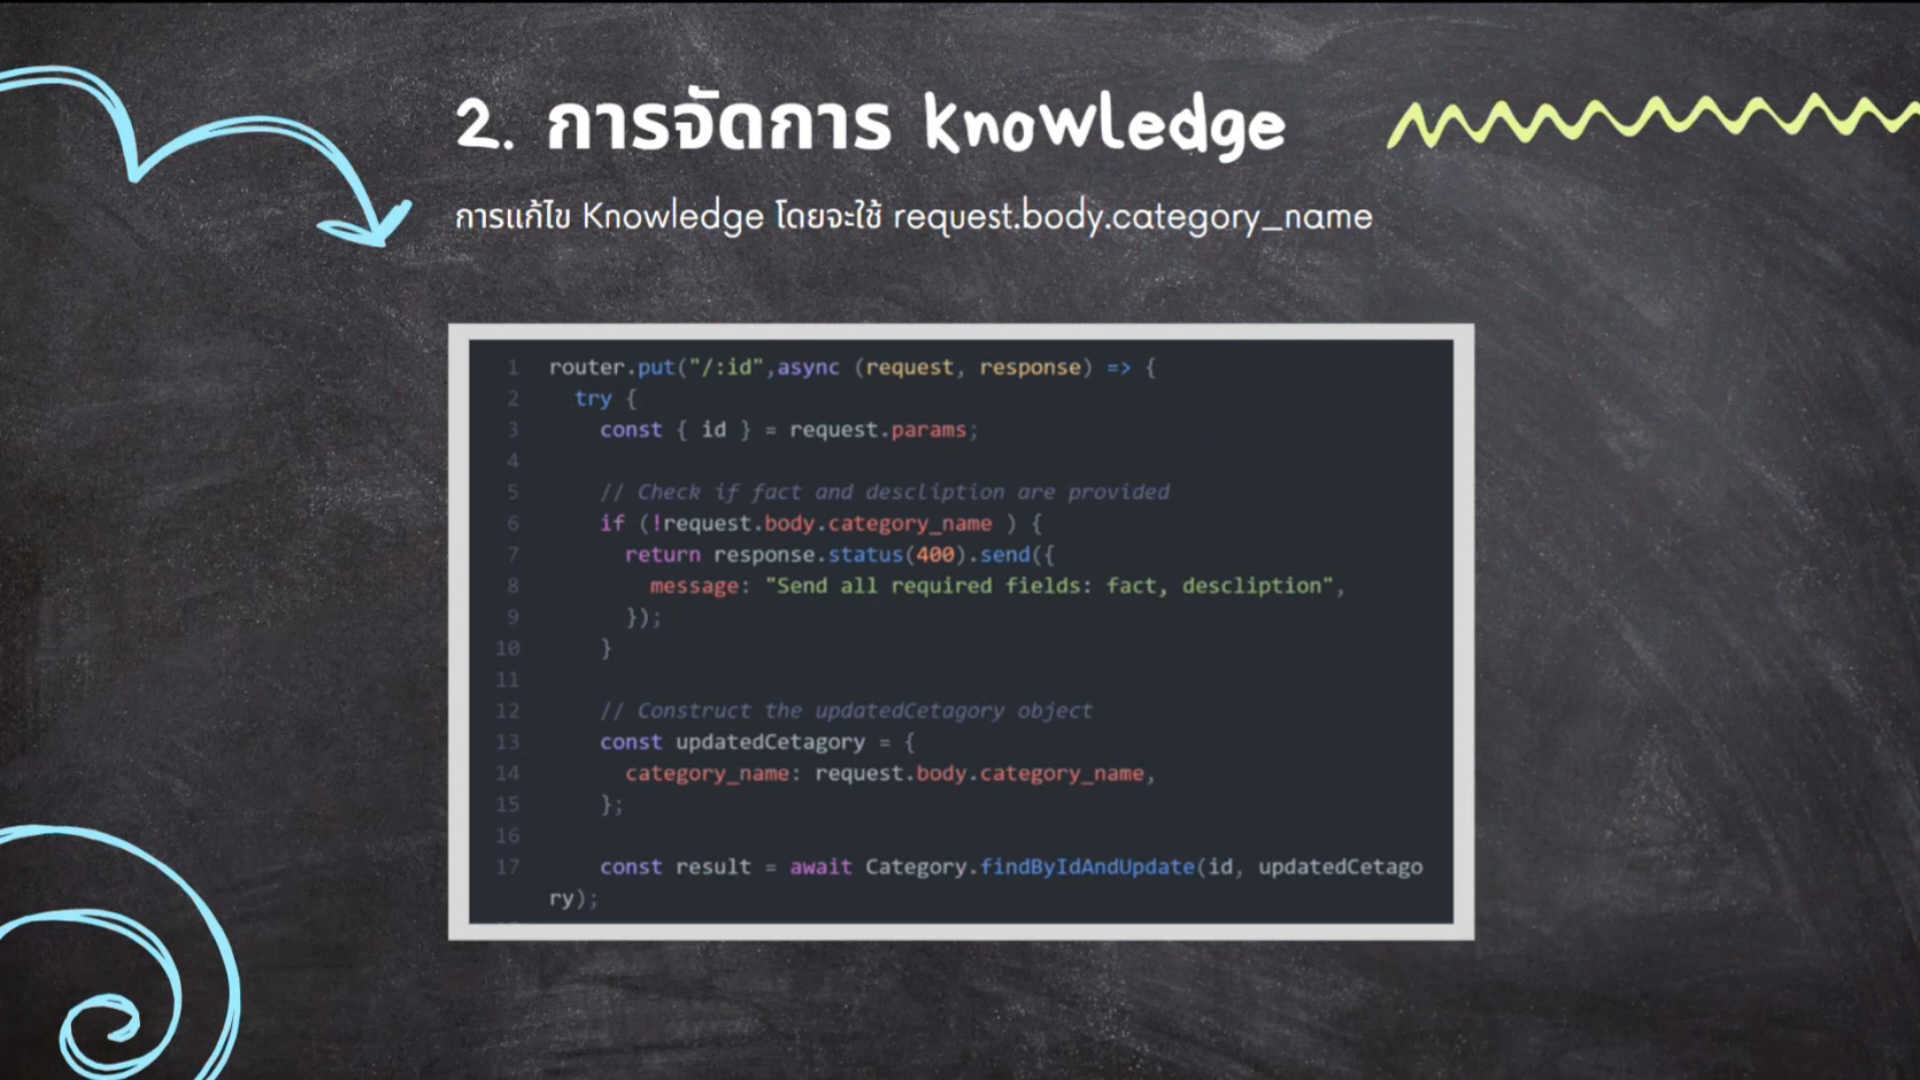 2. การจัดการ Knowledge
การแก้ไข Knowledge โดยจะใช้ request.body.category_name
1 router.put("/:id",async (request, response) => {
2 try {
3 const { id } = request.params;
4
5 // Check if fact and descliption are provided
6 if (!request.body.category_name ) {
7 return response.status(400).send({
8 message: "Send all required fields: fact, descliption",
9 });
10 }
11
12 // Construct the updatedCetagory object
13 const updatedCetagory = {
14 category_name: request.body.category_name,
15 };
16
17 const result = await Category.findByIdAndUpdate(id, updatedCetago
ry);